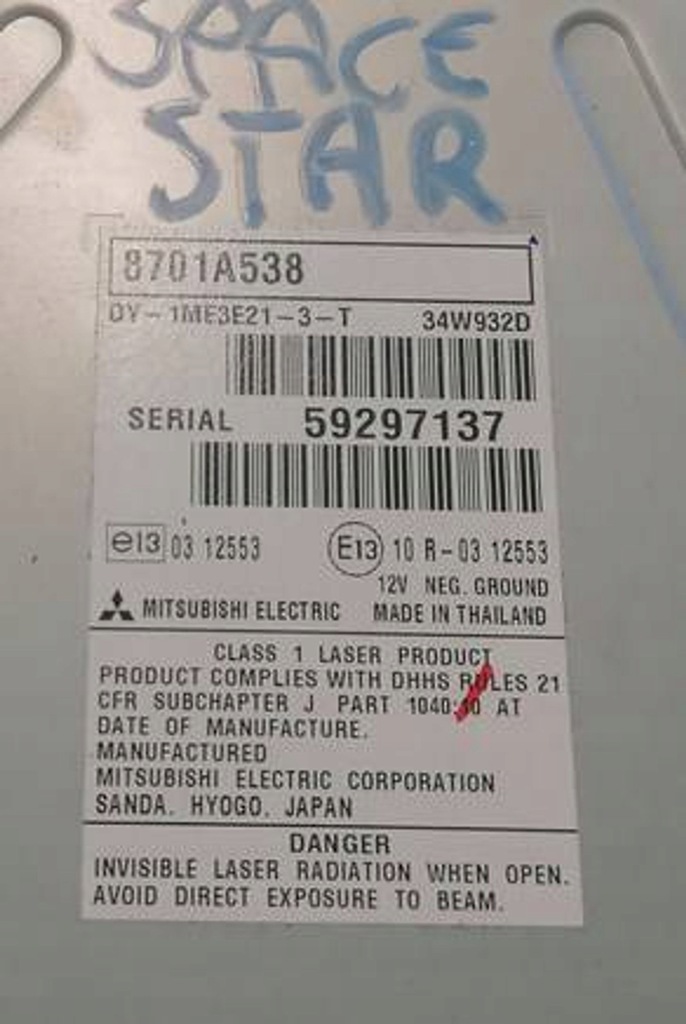 SPACE
STAR
8701A538
DY-1ME3E21-3-T 34W932D
SERIAL 59297137
e13 03 12553 E13 10 R-03 12553
12V NEG. GROUND
MITSUBISHI ELECTRIC MADE IN THAILAND
CLASS 1 LASER PRODUCT
PRODUCT COMPLIES WITH DHHS RULES 21
CFR SUBCHAPTER J PART 1040.10 AT
DATE OF MANUFACTURE.
MANUFACTURED
MITSUBISHI ELECTRIC CORPORATION
SANDA. HYOGO. JAPAN
DANGER
INVISIBLE LASER RADIATION WHEN OPEN.
AVOID DIRECT EXPOSURE TO BEAM.